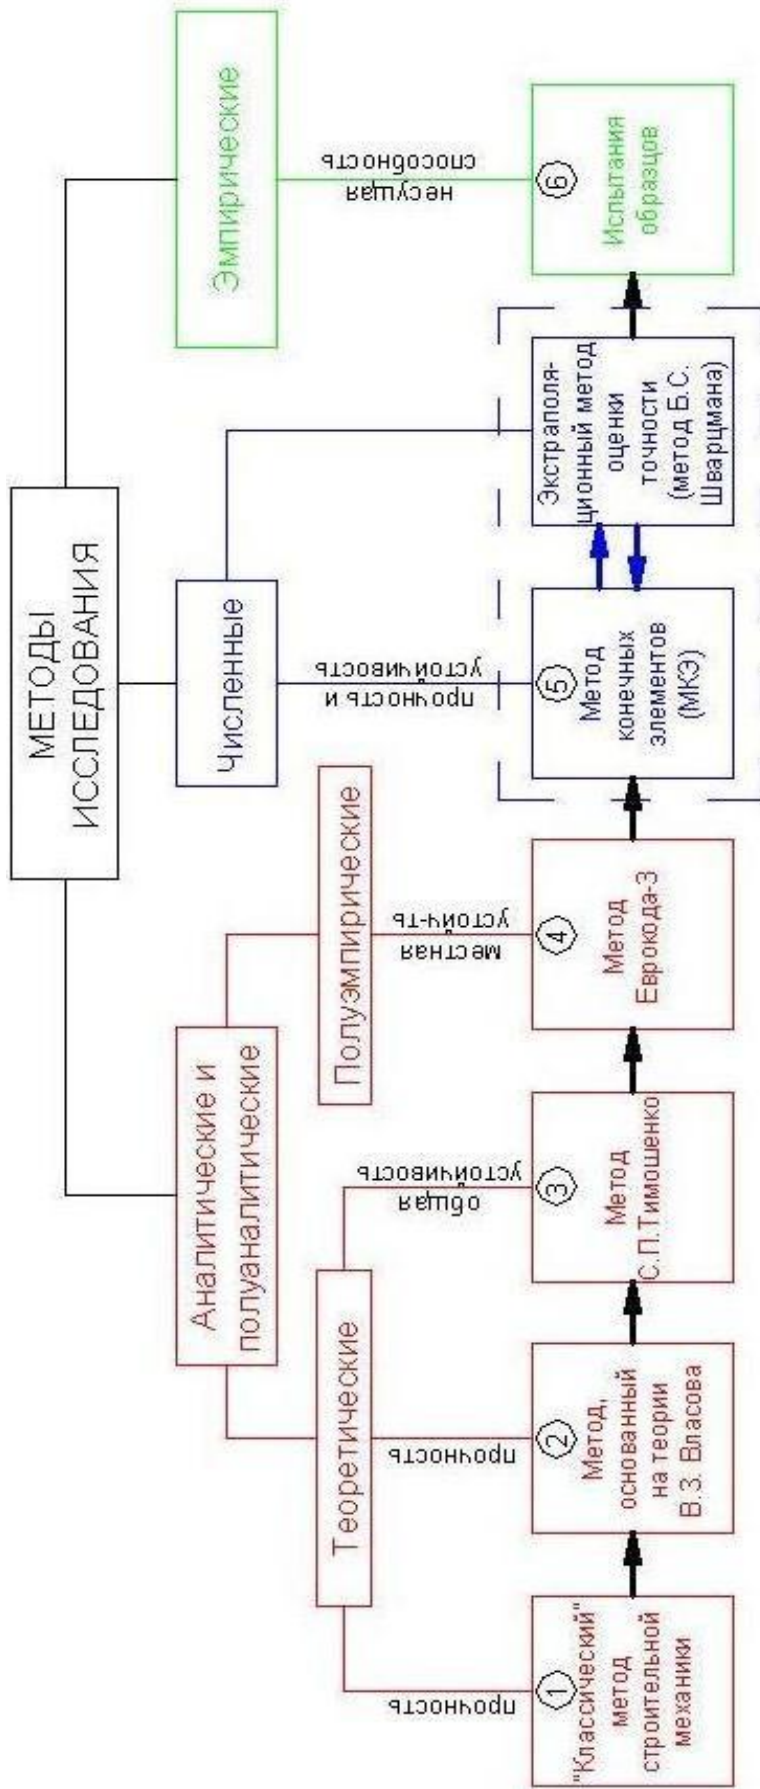 МЕТОДЫ
ИССЛЕДОВАНИЯ
Аналитические и
полуаналитические
Численные
Эмпирические
Теоретические
Полуэмпирические
прочность
прочность
общая
устойчивость
местная
устойч-ть
прочность и
устойчивость
несущая
способность
1
"Классический"
метод
строительной
механики
2
Метод,
основанный
на теории
В.З. Власова
3
Метод
С.П.Тимошенко
4
Метод
Еврокода-3
5
Метод
конечных
элементов
(МКЭ)
Экстраполя-
ционный метод
оценки
точности
(метод Б.С.
Шварцмана)
6
Испытания
образцов